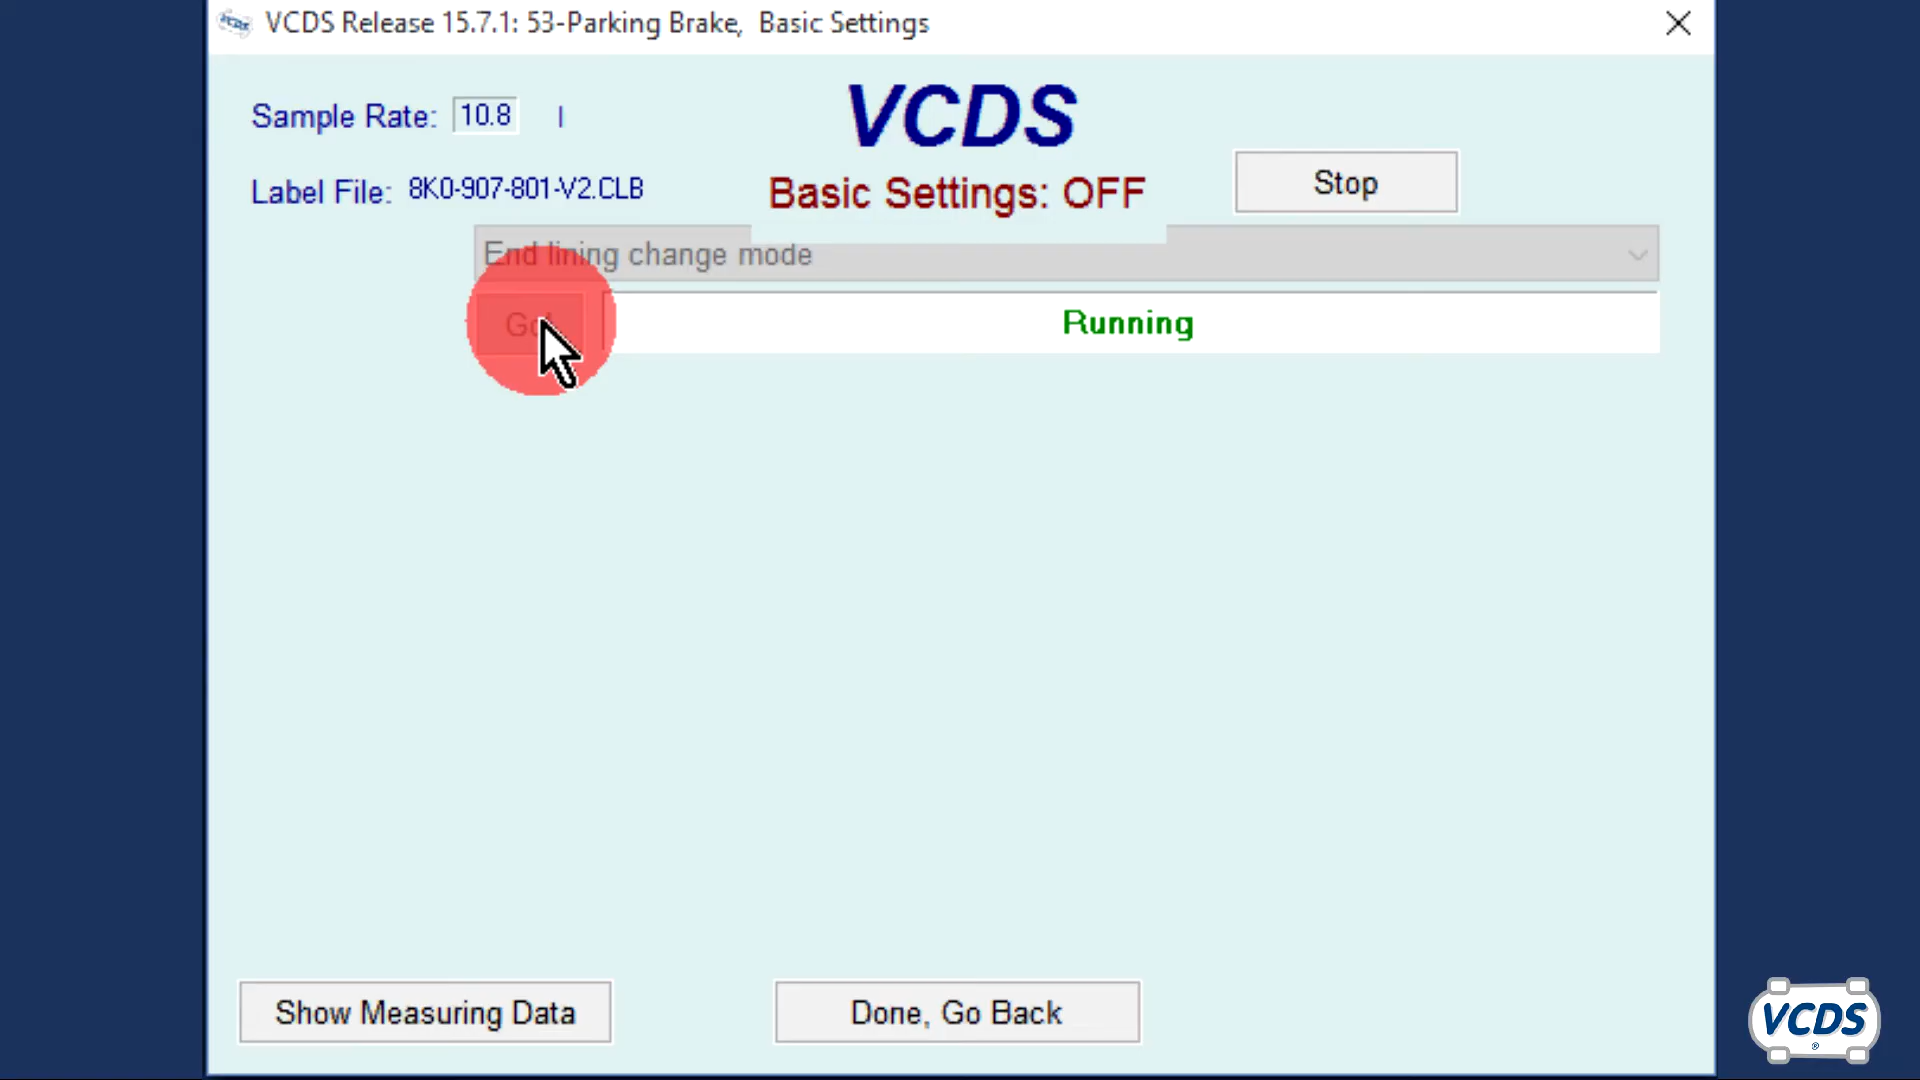 VCDS Release 15.7.1: 53-Parking Brake, Basic Settings
Sample Rate: 10.8
VCDS
Label File: 8K0-907-801-V2.CLB
Basic Settings: OFF
Stop
End lining change mode
Go!
Running
Show Measuring Data
Done, Go Back
VCDS
®